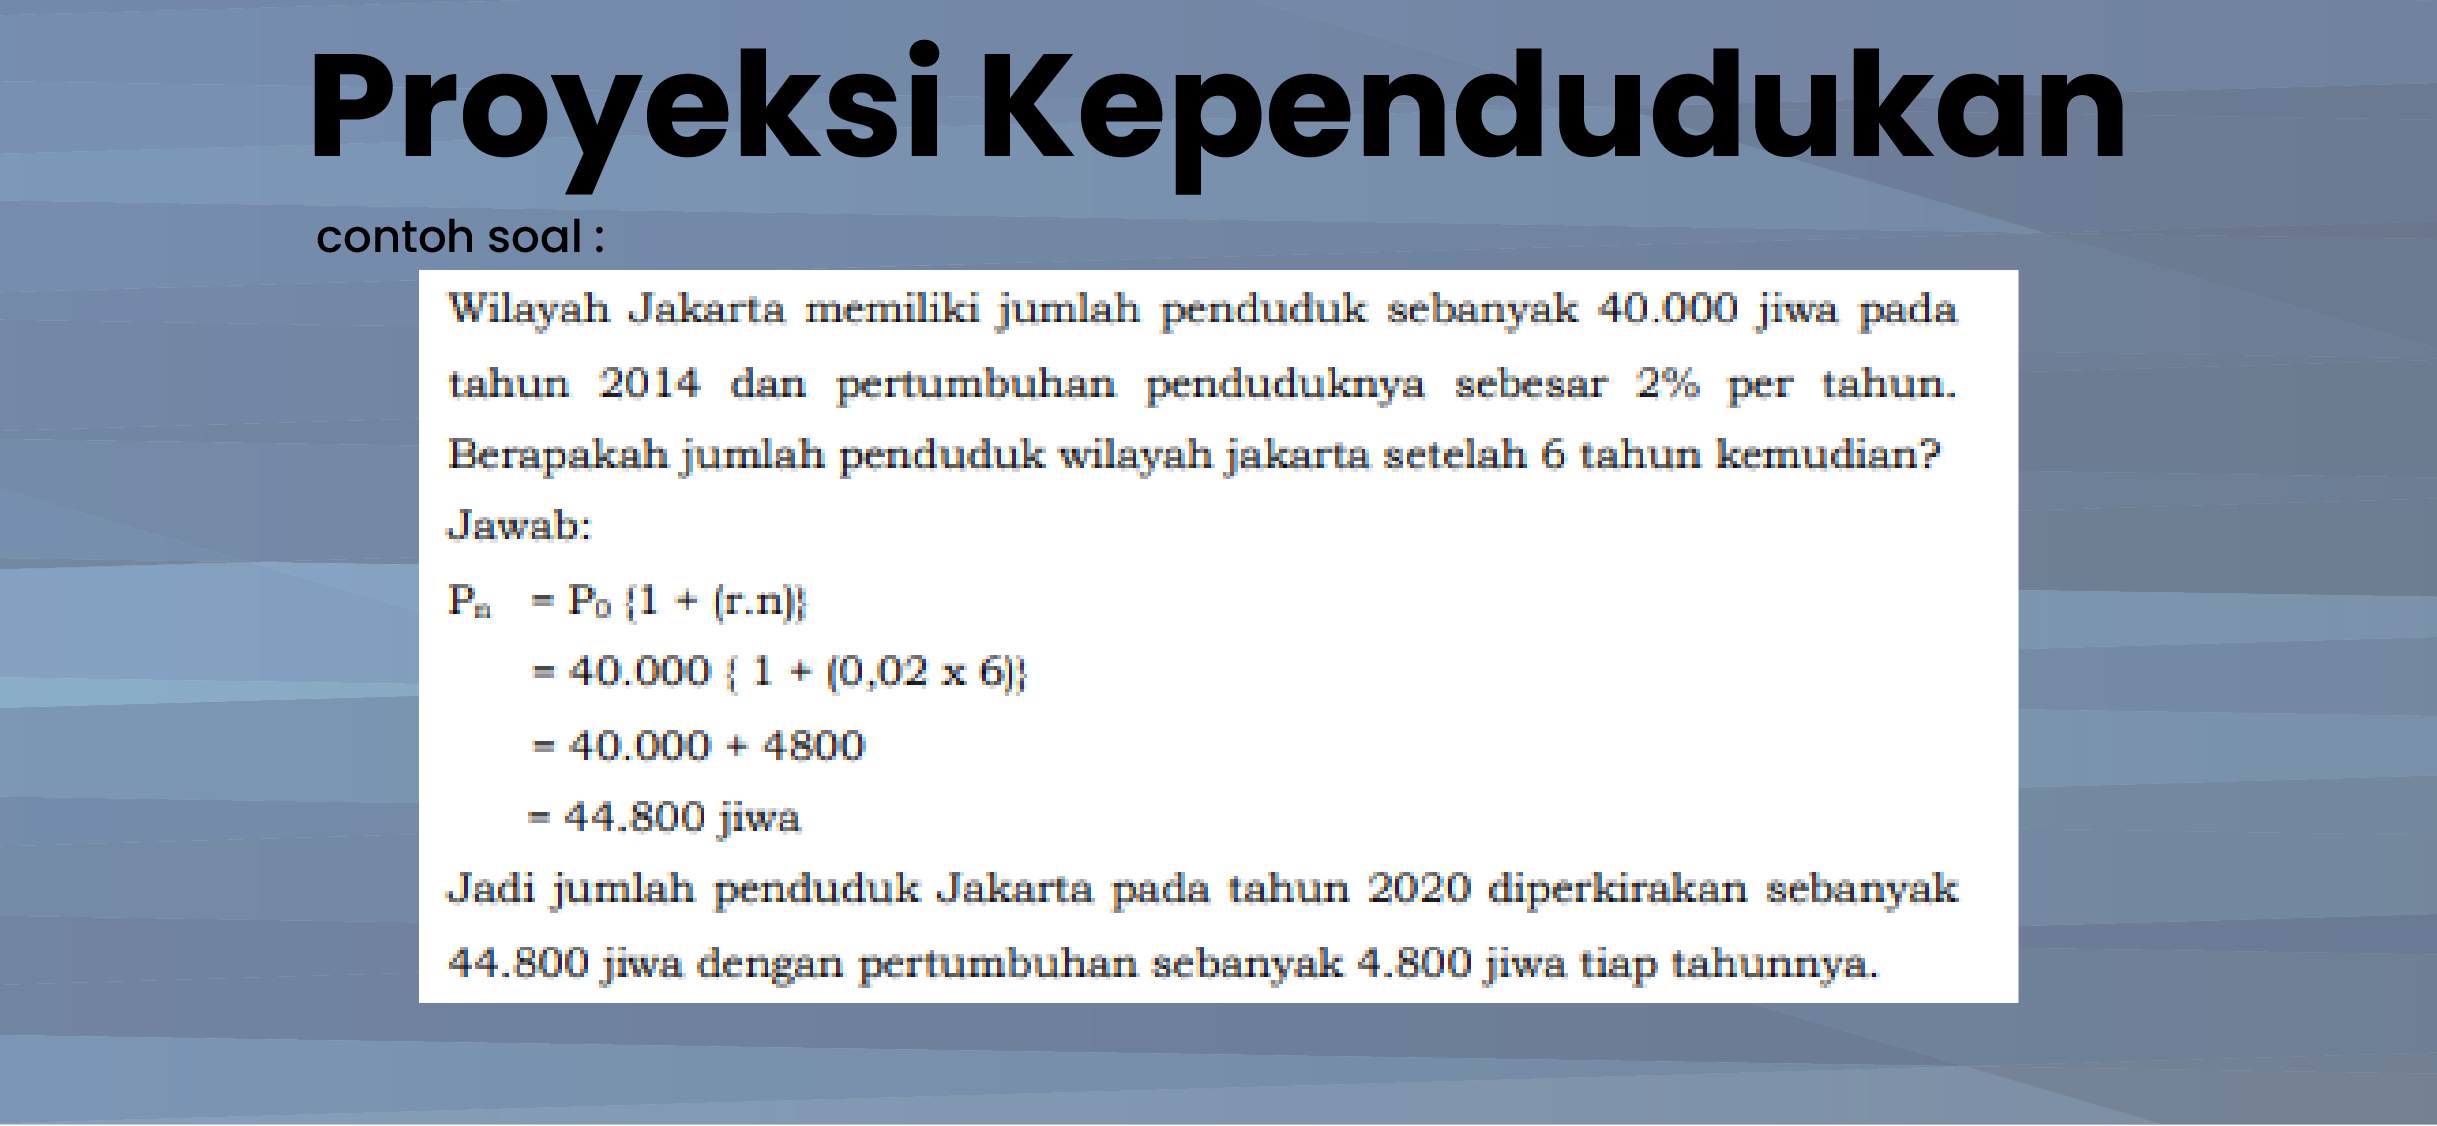 Proyeksi Kependudukan
contoh soal :
Wilayah Jakarta memiliki jumlah penduduk sebanyak 40.000 jiwa pada
tahun 2014 dan pertumbuhan penduduknya sebesar 2% per tahun.
Berapakah jumlah penduduk wilayah jakarta setelah 6 tahun kemudian?
Jawab:
Pₙ = P₀ {1 + (r.n)}
= 40.000 { 1 + (0,02 x 6)}
= 40.000 + 4800
= 44.800 jiwa
Jadi jumlah penduduk Jakarta pada tahun 2020 diperkirakan sebanyak
44.800 jiwa dengan pertumbuhan sebanyak 4.800 jiwa tiap tahunnya.